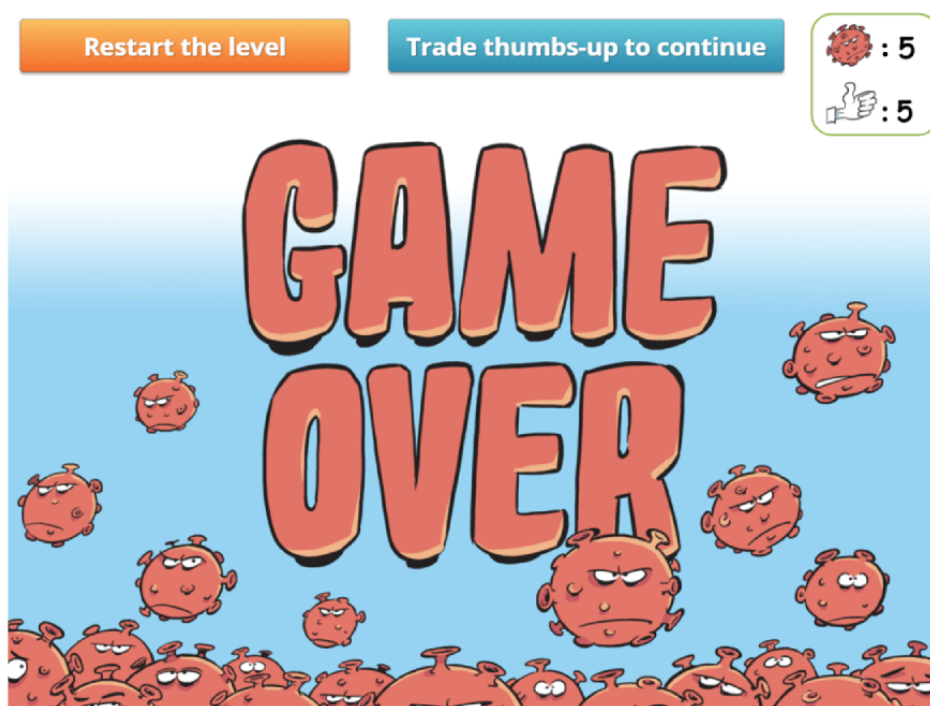 Restart the level
Trade thumbs-up to continue
: 5
: 5
GAME
OVER